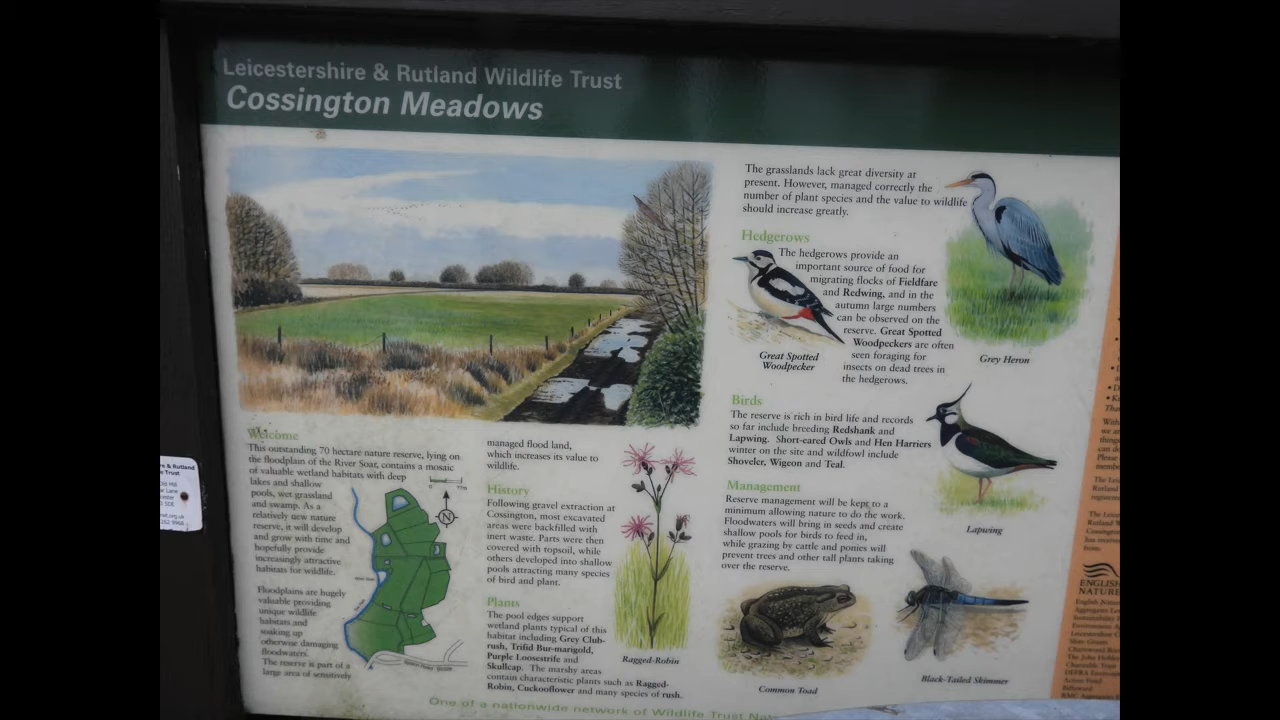 Leicestershire & Rutland Wildlife Trust
Cossington Meadows
Welcome
This outstanding 70 hectare nature reserve, lying on
the floodplain of the River Soar, contains a mosaic
of valuable wetland habitats with deep
lakes and shallow
pools, wet grassland
and swamp. As a
relatively new nature
reserve, it will develop
and grow with time and
hopefully provide
increasingly attractive
habitats for wildlife.
Floodplains are hugely
valuable providing
unique wildlife
habitats and
soaking up
otherwise damaging
floodwaters.
The reserve is part of a
large area of sensitively
N
managed flood land,
which increases its value to
wildlife.
History
Following gravel extraction at
Cossington, most excavated
areas were backfilled with
inert waste. Parts were then
covered with topsoil, while
others developed into shallow
pools attracting many species
of bird and plant.
Plants
The pool edges support
wetland plants typical of this
habitat including Grey Club-
rush, Trifid Bur-marigold,
Purple Loosestrife and
Skullcap. The marshy areas
contain characteristic plants such as Ragged-
Robin, Cuckooflower and many species of rush.
Ragged-Robin
The grasslands lack great diversity at
present. However, managed correctly the
number of plant species and the value to wildlife
should increase greatly.
Hedgerows
The hedgerows provide an
important source of food for
migrating flocks of Fieldfare
and Redwing, and in the
autumn large numbers
can be observed on the
reserve. Great Spotted
Woodpeckers are often
seen foraging for
insects on dead trees in
the hedgerows.
Great Spotted
Woodpecker
Grey Heron
Birds
The reserve is rich in bird life and records
so far include breeding Redshank and
Lapwing. Short-eared Owls and Hen Harriers
winter on the site and wildfowl include
Shoveler, Wigeon and Teal.
Lapwing
Management
Reserve management will be kept to a
minimum allowing nature to do the work.
Floodwaters will bring in seeds and create
shallow pools for birds to feed in,
while grazing by cattle and ponies will
prevent trees and other tall plants taking
over the reserve.
Common Toad
Black-Tailed Skimmer
One of a nationwide network of Wildlife Trust Nat
ENGLISH
NATURE